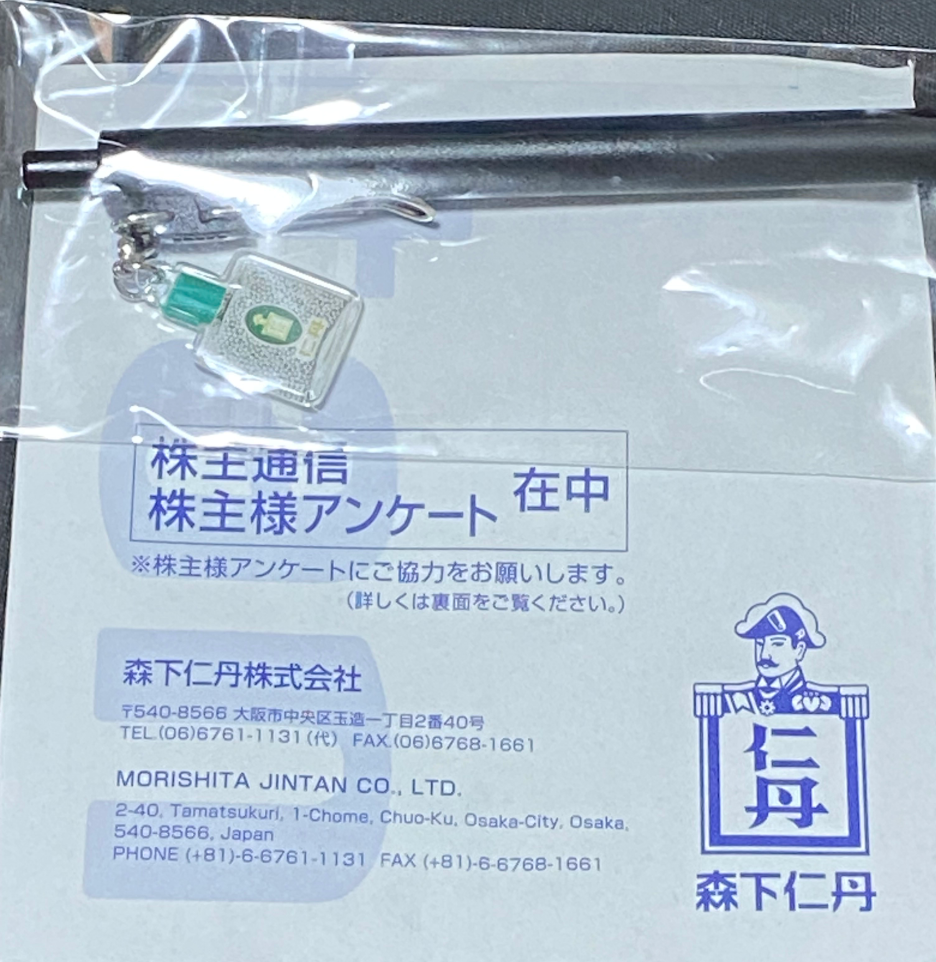 株主通信
株主様アンケート 在中
※株主様アンケートにご協力をお願いします。
（詳しくは裏面をご覧ください。）
森下仁丹株式会社
〒540-8566 大阪市中央区玉造一丁目2番40号
TEL.(06)6761-1131(代) FAX.(06)6768-1661
MORISHITA JINTAN CO., LTD.
2-40, Tamatsukuri, 1-Chome, Chuo-Ku, Osaka-City, Osaka,
540-8566, Japan
PHONE (+81)-6-6761-1131 FAX (+81)-6-6768-1661
仁
丹
森下仁丹